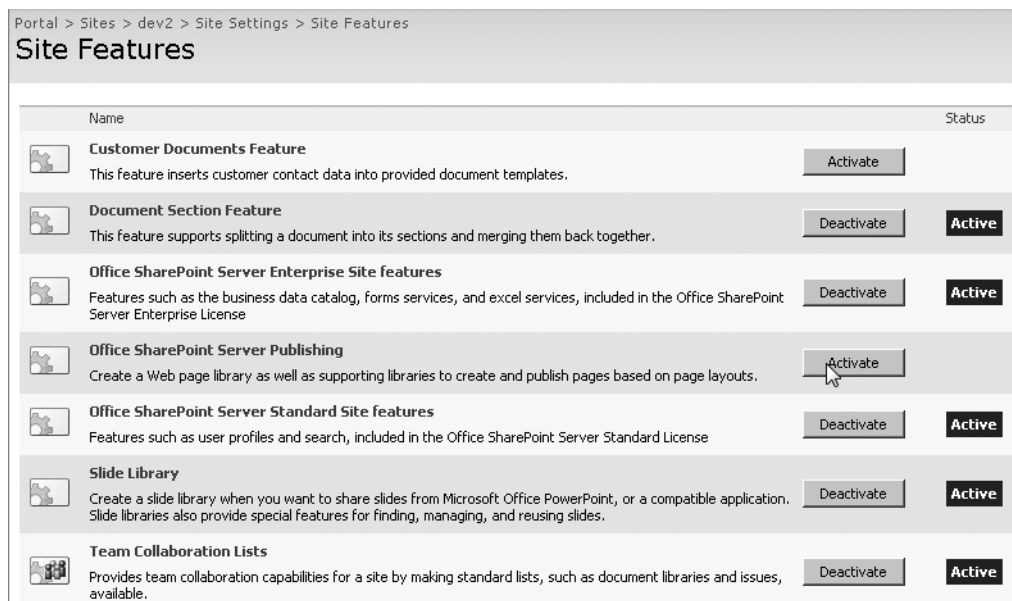 Portal > Sites > dev2 > Site Settings > Site Features
Site Features
Name Status
Customer Documents Feature
This feature inserts customer contact data into provided document templates.
Activate
Document Section Feature
This feature supports splitting a document into its sections and merging them back together.
Deactivate Active
Office SharePoint Server Enterprise Site features
Features such as the business data catalog, forms services, and excel services, included in the Office SharePoint
Server Enterprise License
Deactivate Active
Office SharePoint Server Publishing
Create a Web page library as well as supporting libraries to create and publish pages based on page layouts.
Activate
Office SharePoint Server Standard Site features
Features such as user profiles and search, included in the Office SharePoint Server Standard License
Deactivate Active
Slide Library
Create a slide library when you want to share slides from Microsoft Office PowerPoint, or a compatible application.
Slide libraries also provide special features for finding, managing, and reusing slides.
Deactivate Active
Team Collaboration Lists
Provides team collaboration capabilities for a site by making standard lists, such as document libraries and issues,
available.
Deactivate Active